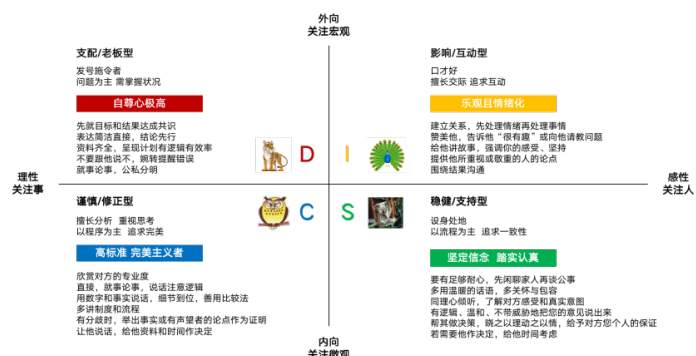 外向
关注宏观
支配/老板型
发号施令者
问题为主 需掌握状况
自尊心极高
先就目标和结果达成共识
表达简洁直接，结论先行
资料齐全，呈现计划有逻辑有效率
不要跟他说不，婉转提醒错误
就事论事，公私分明
影响/互动型
口才好
擅长交际 追求互动
乐观且情绪化
建立关系，先处理情绪再处理事情
赞美他，告诉他“很有趣”或向他请教问题
给他讲故事，强调你的感受、坚持
提供他所重视或敬重的人的论点
围绕结果沟通
D
I
理性
关注事
感性
关注人
C
S
谨慎/修正型
擅长分析 重视思考
以程序为主 追求完美
高标准 完美主义者
欣赏对方的专业度
直接，就事论事，说话注意逻辑
用数字和事实说话，细节到位，善用比较法
多讲制度和流程
有分歧时，举出事实或有声望者的论点作为证明
让他说话，给他资料和时间作决定
稳健/支持型
设身处地
以流程为主 追求一致性
坚定信念 踏实认真
要有足够耐心，先闲聊家人再谈公事
多用温暖的话语，多关怀与包容
同理心倾听，了解对方感受和真实意图
有逻辑、温和、不带威胁地把您的意见说出来
帮其做决策，晓之以理动之以情，给予对方您个人的保证
若需要他作决定，给他时间考虑
内向
关注微观